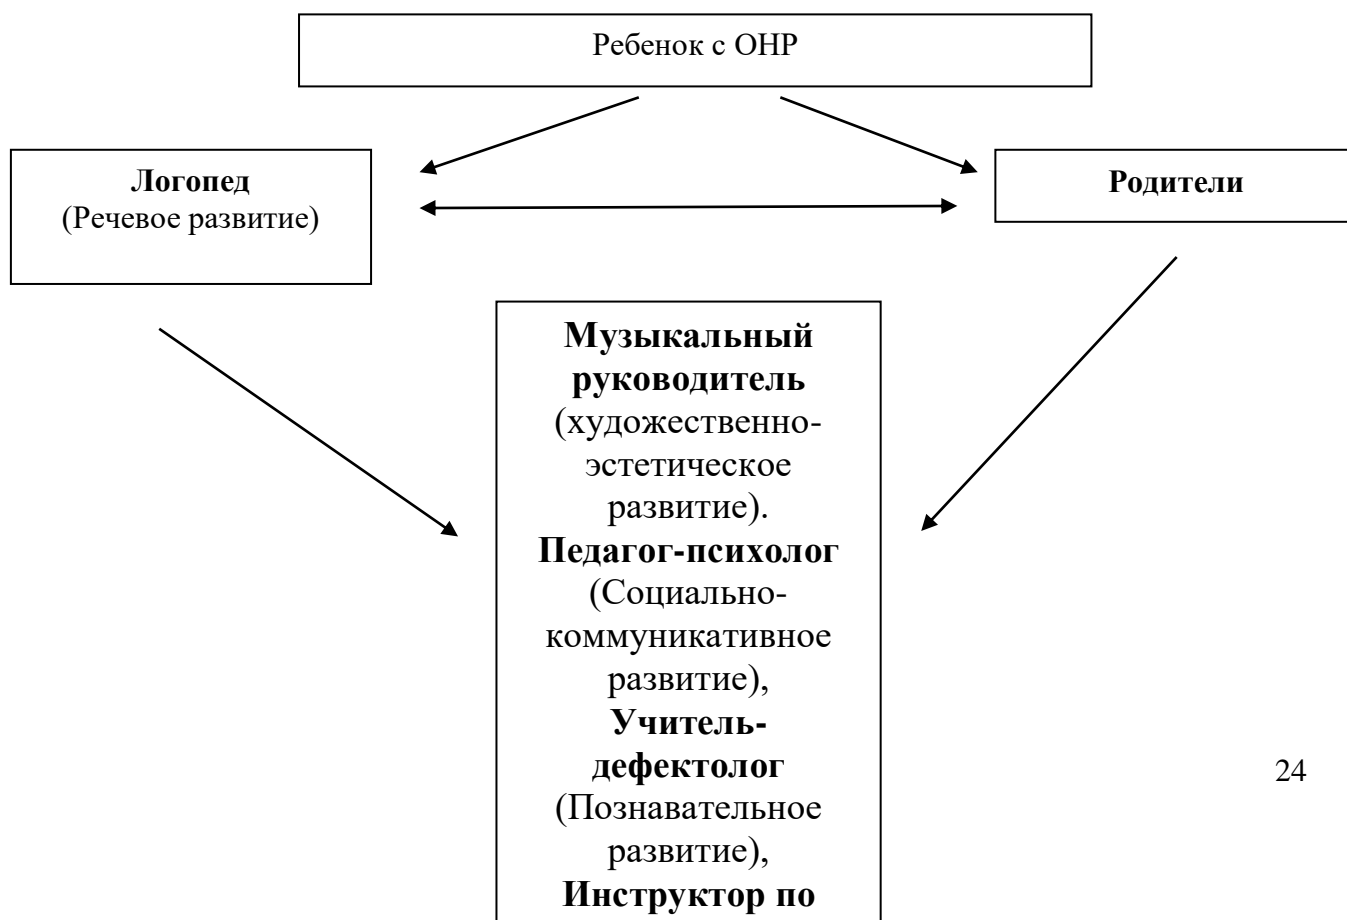 Ребенок с ОНР
Логопед
(Речевое развитие)
Родители
Музыкальный
руководитель
(художественно-
эстетическое
развитие).
Педагог-психолог
(Социально-
коммуникативное
развитие),
Учитель-
дефектолог
(Познавательное
развитие),
Инструктор по
24